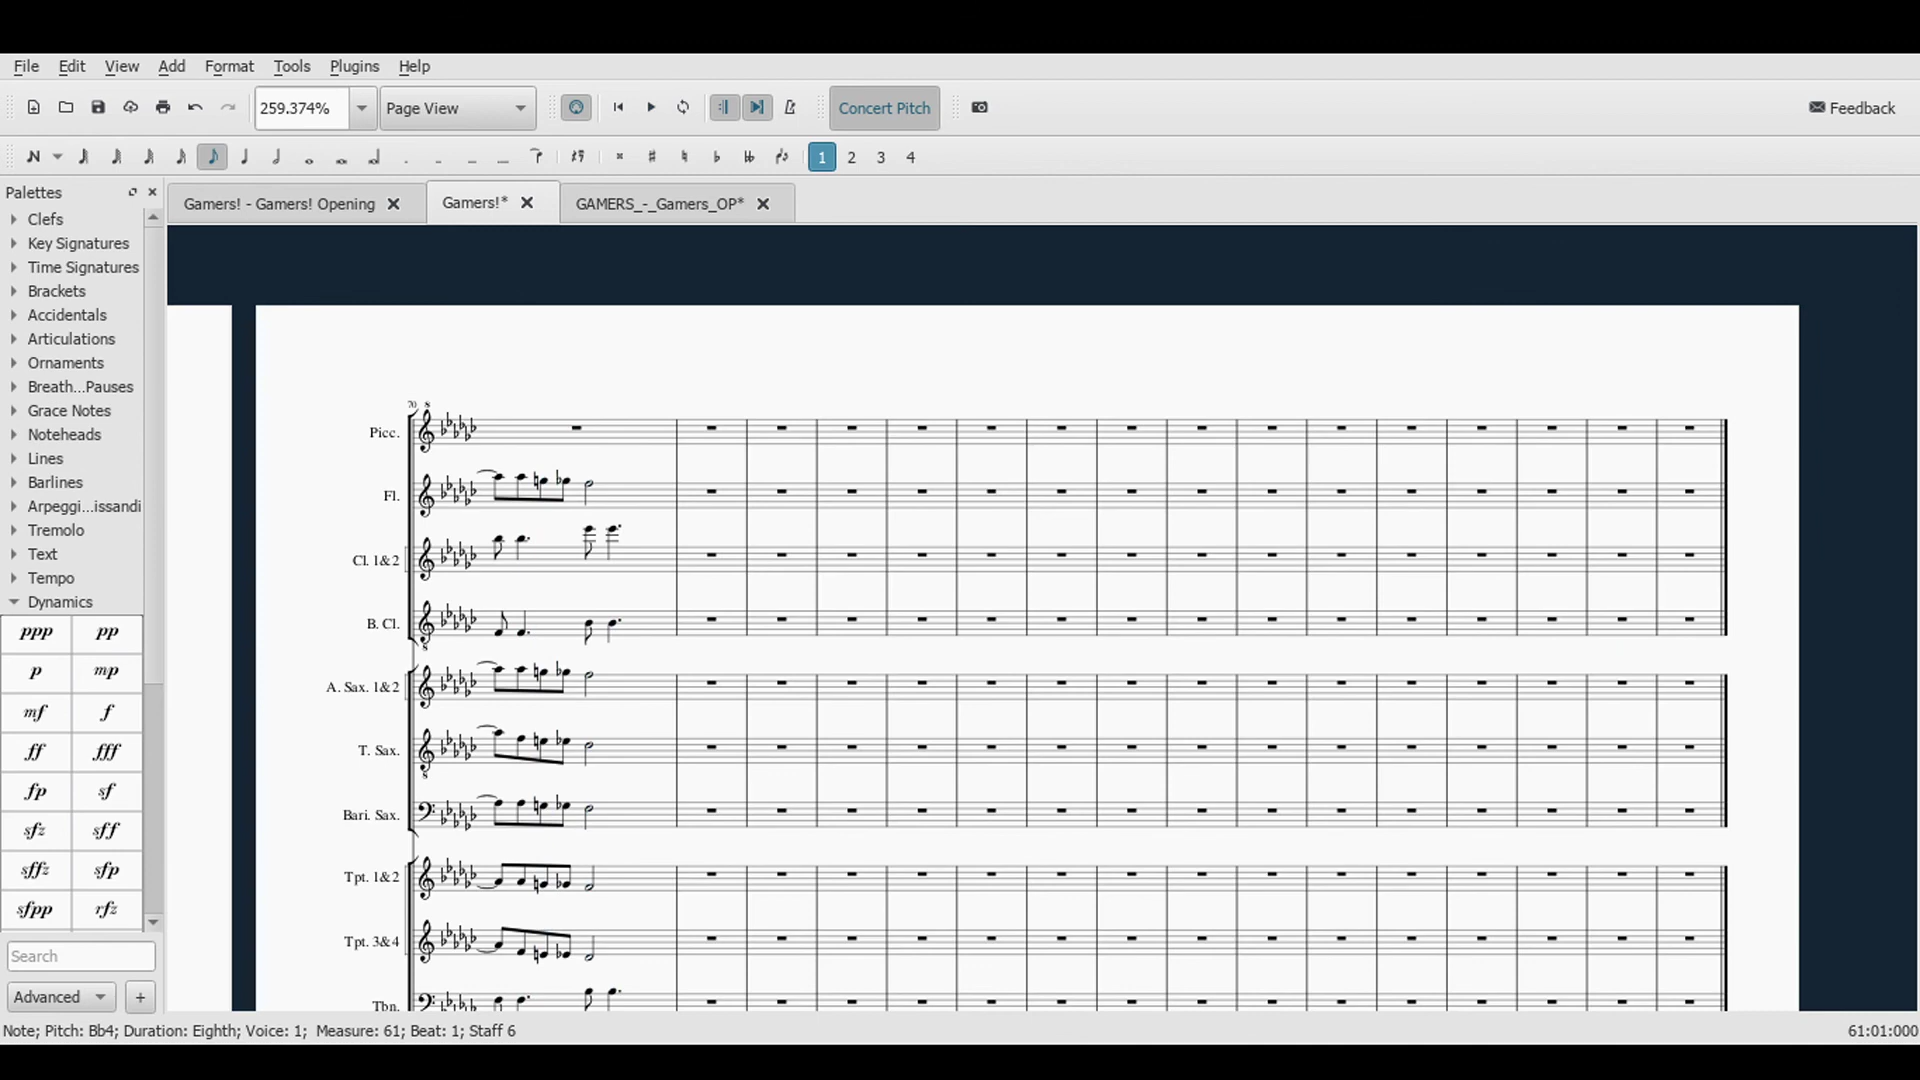 File Edit View Add Format Tools Plugins Help
259.374% Page View Concert Pitch Feedback
1 2 3 4
Palettes
Gamers! - Gamers! Opening Gamers!* GAMERS_-_Gamers_OP*
Clefs
Key Signatures
Time Signatures
Brackets
Accidentals
Articulations
Ornaments
Breath...Pauses
Grace Notes
Noteheads
Lines
Barlines
Arpeggi...issandi
Tremolo
Text
Tempo
Dynamics
ppp pp
p mp
mf f
ff fff
fp sf
sfz sff
sffz sfp
sfpp rfz
Search
Advanced +
70
8
Picc.
Fl.
Cl. 1&2
B. Cl.
8
A. Sax. 1&2
T. Sax.
8
Bari. Sax.
Tpt. 1&2
Tpt. 3&4
Tbn.
Note; Pitch: Bb4; Duration: Eighth; Voice: 1; Measure: 61; Beat: 1; Staff 6 61:01:000